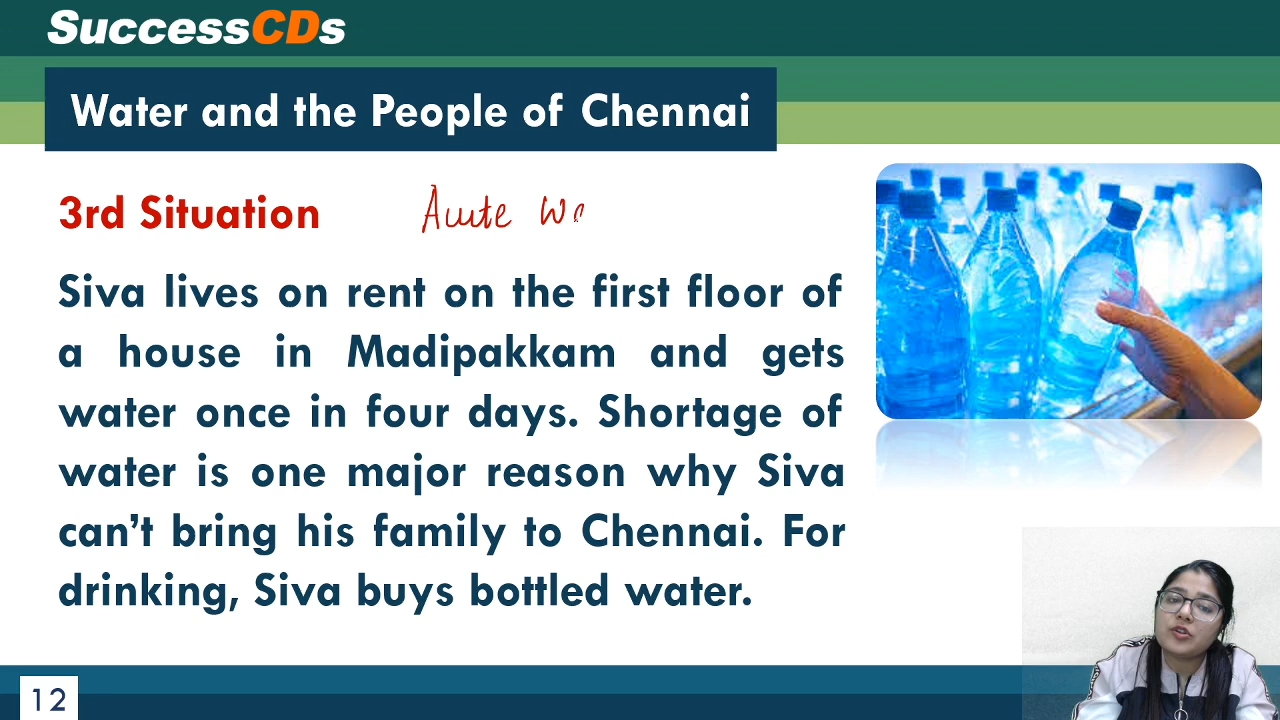 SuccessCDs
Water and the People of Chennai
3rd Situation
Siva lives on rent on the first floor of
a house in Madipakkam and gets
water once in four days. Shortage of
water is one major reason why Siva
can't bring his family to Chennai. For
drinking, Siva buys bottled water.
12